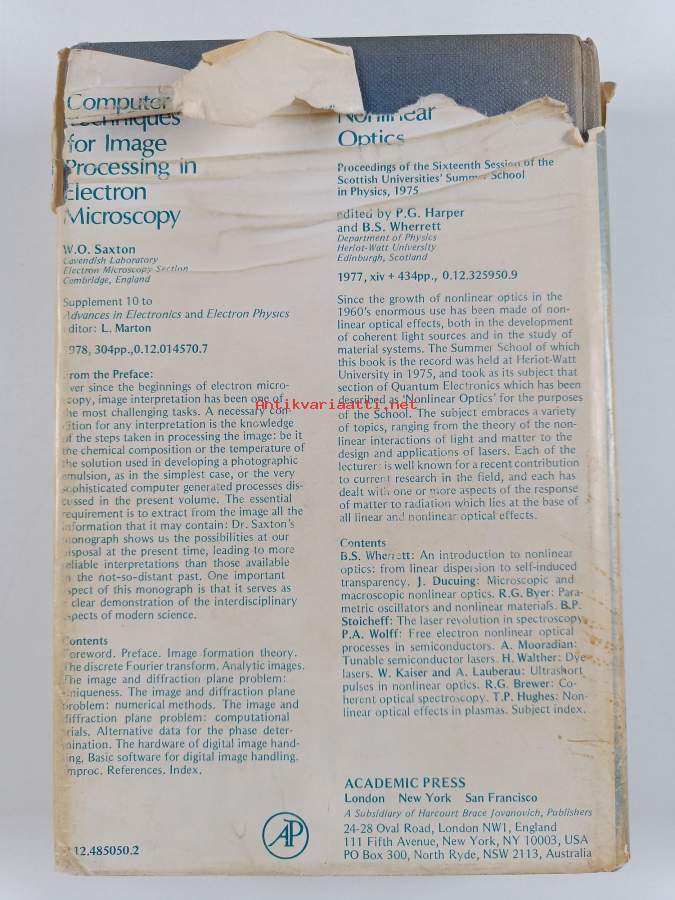 Computer
Techniques
for Image
Processing in
Electron
Microscopy
W.O. Saxton
Cavendish Laboratory
Electron Microscopy Section
Cambridge, England
Supplement 10 to
Advances in Electronics and Electron Physics
editor: L. Marton
1978, 304pp.,0.12.014570.7
From the Preface:
ver since the beginnings of electron micro-
copy, image interpretation has been one of
the most challenging tasks. A necessary con-
dition for any interpretation is the knowledge
of the steps taken in processing the image: be it
the chemical composition or the temperature of
the solution used in developing a photographic
emulsion, as in the simplest case, or the very
sophisticated computer generated processes dis-
cussed in the present volume. The essential
requirement is to extract from the image all the
information that it may contain: Dr. Saxton's
monograph shows us the possibilities at our
disposal at the present time, leading to more
eliable interpretations than those available
n the not-so-distant past. One important
spect of this monograph is that it serves as
clear demonstration of the interdisciplinary
spects of modern science.
Contents
oreword. Preface. Image formation theory.
The discrete Fourier transform. Analytic images.
The image and diffraction plane problem:
niqueness. The image and diffraction plane
problem: numerical methods. The image and
diffraction plane problem: computational
rials. Alternative data for the phase deter-
mination. The hardware of digital image hand-
ing, Basic software for digital image handling.
mproc. References. Index.
12.485050.2
AP
Nonlinear
Optics
Proceedings of the Sixteenth Session of the
Scottish Universities' Summer School
in Physics, 1975
edited by P.G. Harper
and B.S. Wherrett
Department of Physics
Heriot-Watt University
Edinburgh, Scotland
1977, xiv + 434pp., 0.12.325950.9
Since the growth of nonlinear optics in the
1960's enormous use has been made of non-
linear optical effects, both in the development
of coherent light sources and in the study of
material systems. The Summer School of which
this book is the record was held at Heriot-Watt
University in 1975, and took as its subject that
section of Quantum Electronics which has been
described as 'Nonlinear Optics' for the purposes
of the School. The subject embraces a variety
of topics, ranging from the theory of the non-
linear interactions of light and matter to the
design and applications of lasers. Each of the
lecturers is well known for a recent contribution
to current research in the field, and each has
dealt with one or more aspects of the response
of matter to radiation which lies at the base of
all linear and nonlinear optical effects.
Contents
B.S. Wherrett: An introduction to nonlinear
optics: from linear dispersion to self-induced
transparency. J. Ducuing: Microscopic and
macroscopic nonlinear optics. R.G. Byer: Para-
metric oscillators and nonlinear materials. B.P.
Stoicheff: The laser revolution in spectroscopy.
P.A. Wolff: Free electron nonlinear optical
processes in semiconductors. A. Mooradian:
Tunable semiconductor lasers. H. Walther: Dye
lasers. W. Kaiser and A. Lauberau: Ultrashort
pulses in nonlinear optics. R.G. Brewer: Co-
herent optical spectroscopy. T.P. Hughes: Non-
linear optical effects in plasmas. Subject index.
ACADEMIC PRESS
London New York San Francisco
A Subsidiary of Harcourt Brace Jovanovich, Publishers
24-28 Oval Road, London NW1, England
111 Fifth Avenue, New York, NY 10003, USA
PO Box 300, North Ryde, NSW 2113, Australia
Antikvariaatti.net